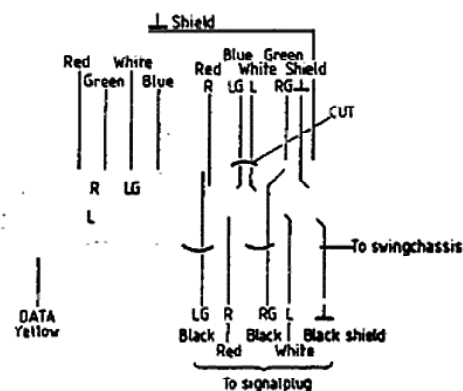 ⊥ Shield
Blue Green
Red White Red White Shield
Green Blue R LG L RG ⊥
CUT
R LG
L
To swingchassis
DATA LG R RG L ⊥
Yellow Black Black Black shield
Red White
To signalplug